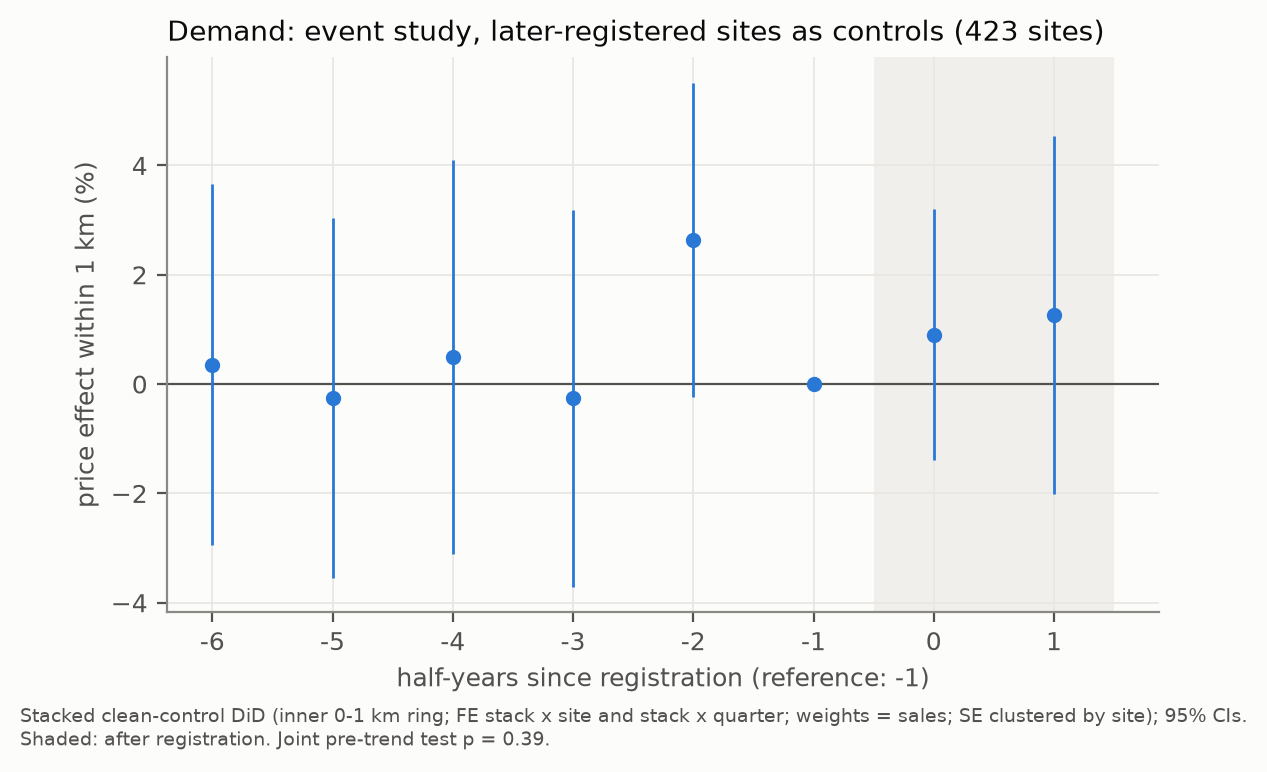 Demand: event study, later-registered sites as controls (423 sites)
price effect within 1 km (%)
4
2
0
−2
−4
-6 -5 -4 -3 -2 -1 0 1
half-years since registration (reference: -1)
Stacked clean-control DiD (inner 0-1 km ring; FE stack x site and stack x quarter; weights = sales; SE clustered by site); 95% CIs.
Shaded: after registration. Joint pre-trend test p = 0.39.